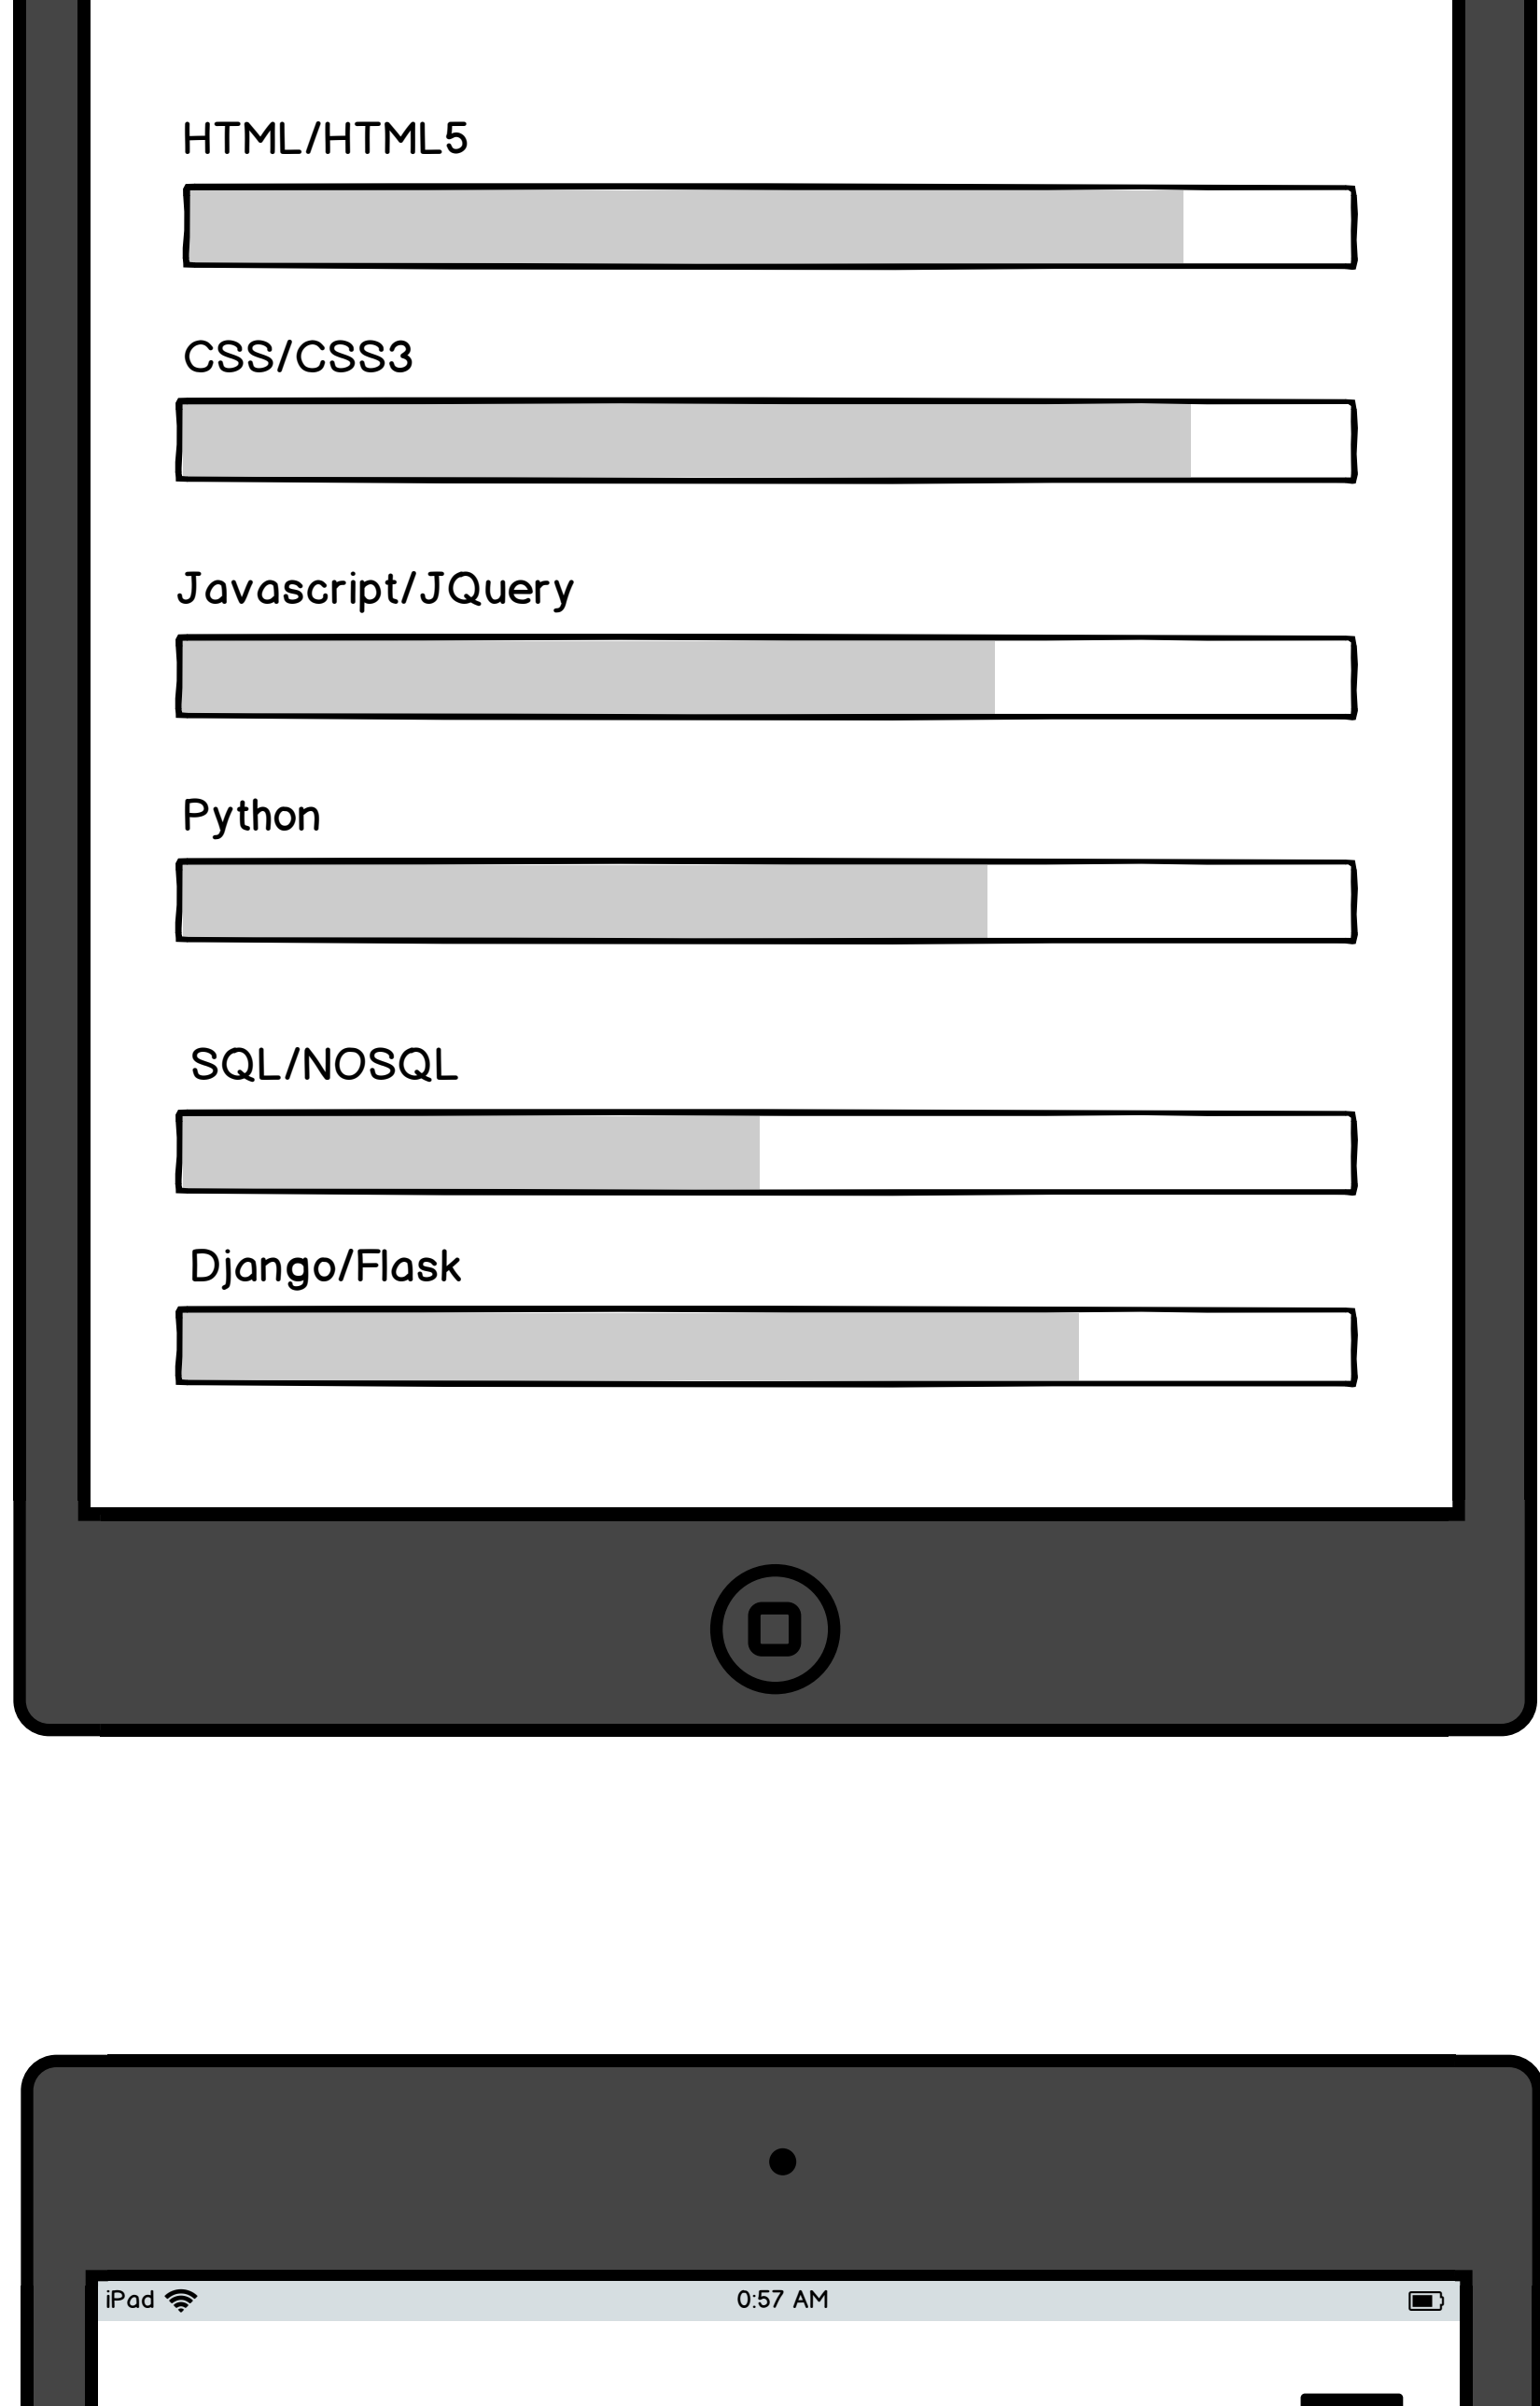 HTML/HTML5
CSS/CSS3
Javascript/JQuery
Python
SQL/NOSQL
Django/Flask
iPad 0:57 AM